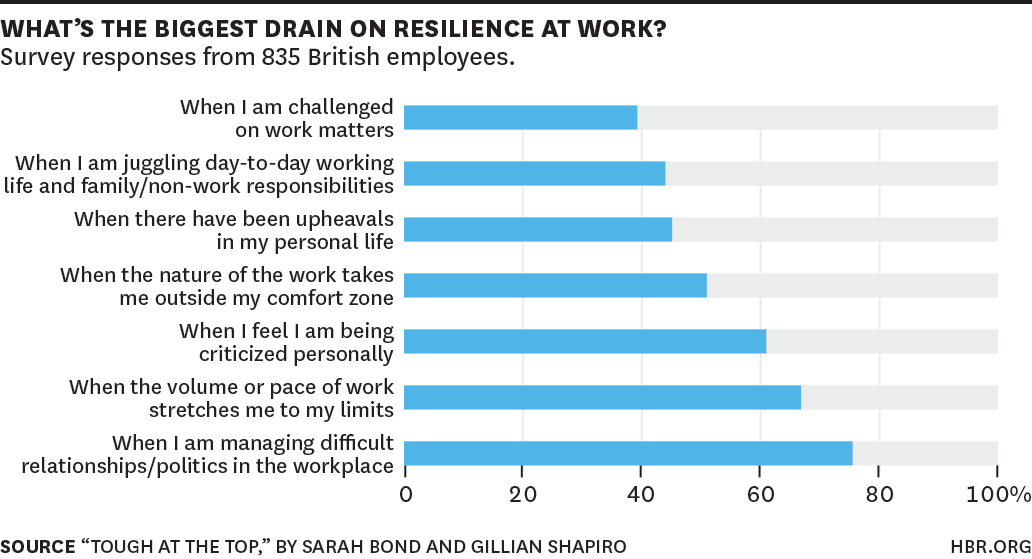 WHAT’S THE BIGGEST DRAIN ON RESILIENCE AT WORK?
Survey responses from 835 British employees.
When I am challenged
on work matters
When I am juggling day-to-day working
life and family/non-work responsibilities
When there have been upheavals
in my personal life
When the nature of the work takes
me outside my comfort zone
When I feel I am being
criticized personally
When the volume or pace of work
stretches me to my limits
When I am managing difficult
relationships/politics in the workplace
0 20 40 60 80 100%
SOURCE “TOUGH AT THE TOP,” BY SARAH BOND AND GILLIAN SHAPIRO HBR.ORG